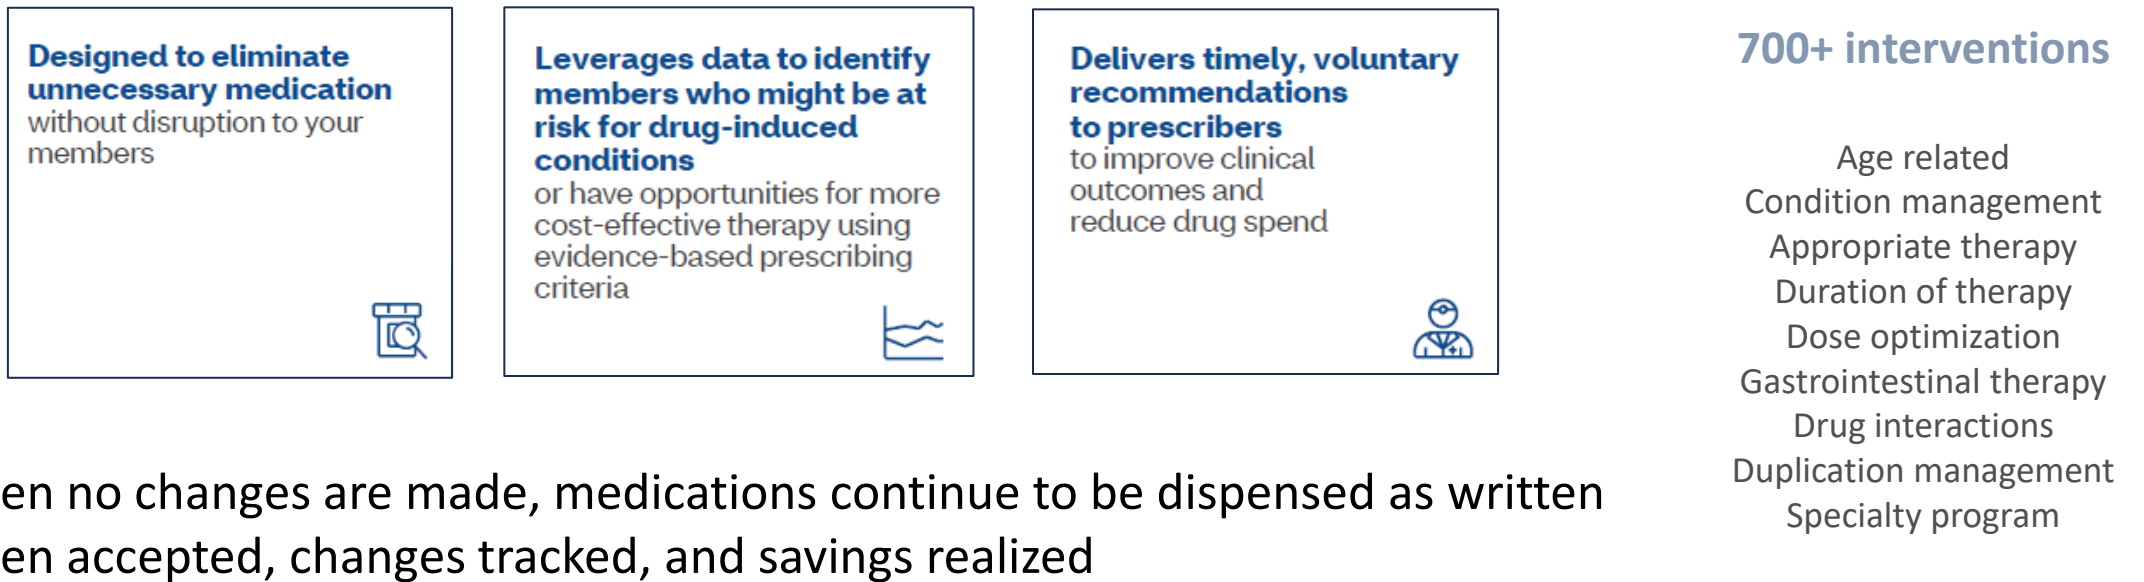 Designed to eliminate
unnecessary medication
without disruption to your
members
Leverages data to identify
members who might be at
risk for drug-induced
conditions
or have opportunities for more
cost-effective therapy using
evidence-based prescribing
criteria
Delivers timely, voluntary
recommendations
to prescribers
to improve clinical
outcomes and
reduce drug spend
700+ interventions
Age related
Condition management
Appropriate therapy
Duration of therapy
Dose optimization
Gastrointestinal therapy
Drug interactions
Duplication management
Specialty program
en no changes are made, medications continue to be dispensed as written
en accepted, changes tracked, and savings realized